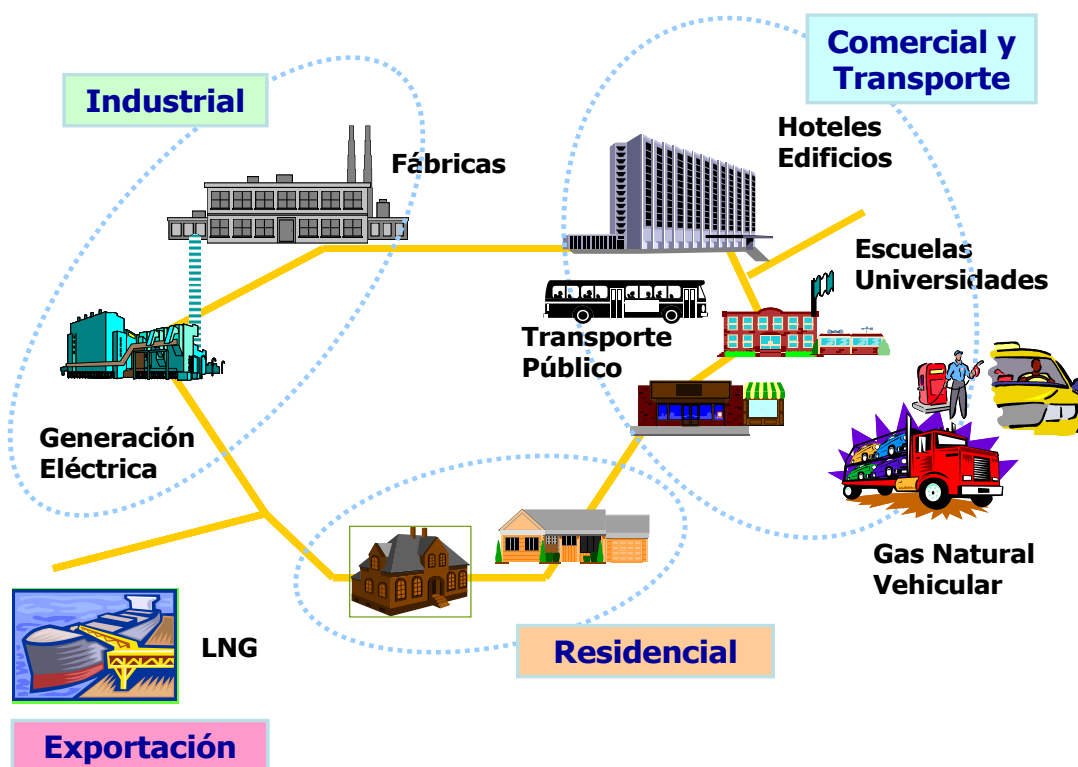 Comercial y
Transporte
Industrial
Hoteles
Edificios
Fábricas
Escuelas
Universidades
Transporte
Público
Generación
Eléctrica
Gas Natural
Vehicular
LNG
Residencial
Exportación